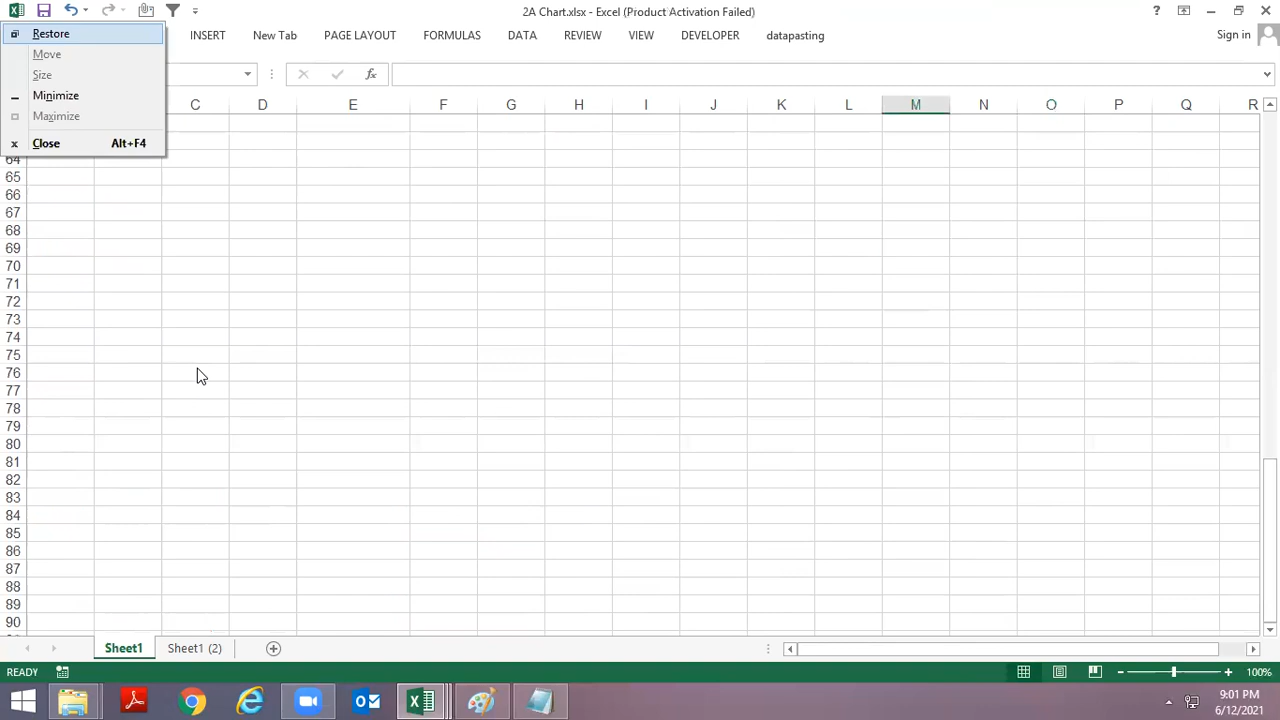 2A Chart.xlsx - Excel (Product Activation Failed)
Restore
Move
Size
Minimize
Maximize
Close Alt+F4
INSERT New Tab PAGE LAYOUT FORMULAS DATA REVIEW VIEW DEVELOPER datapasting Sign in
fx
C D E F G H I J K L M N O P Q R
64
65
66
67
68
69
70
71
72
73
74
75
76
77
78
79
80
81
82
83
84
85
86
87
88
89
90
Sheet1 Sheet1 (2)
READY 100%
9:01 PM
6/12/2021